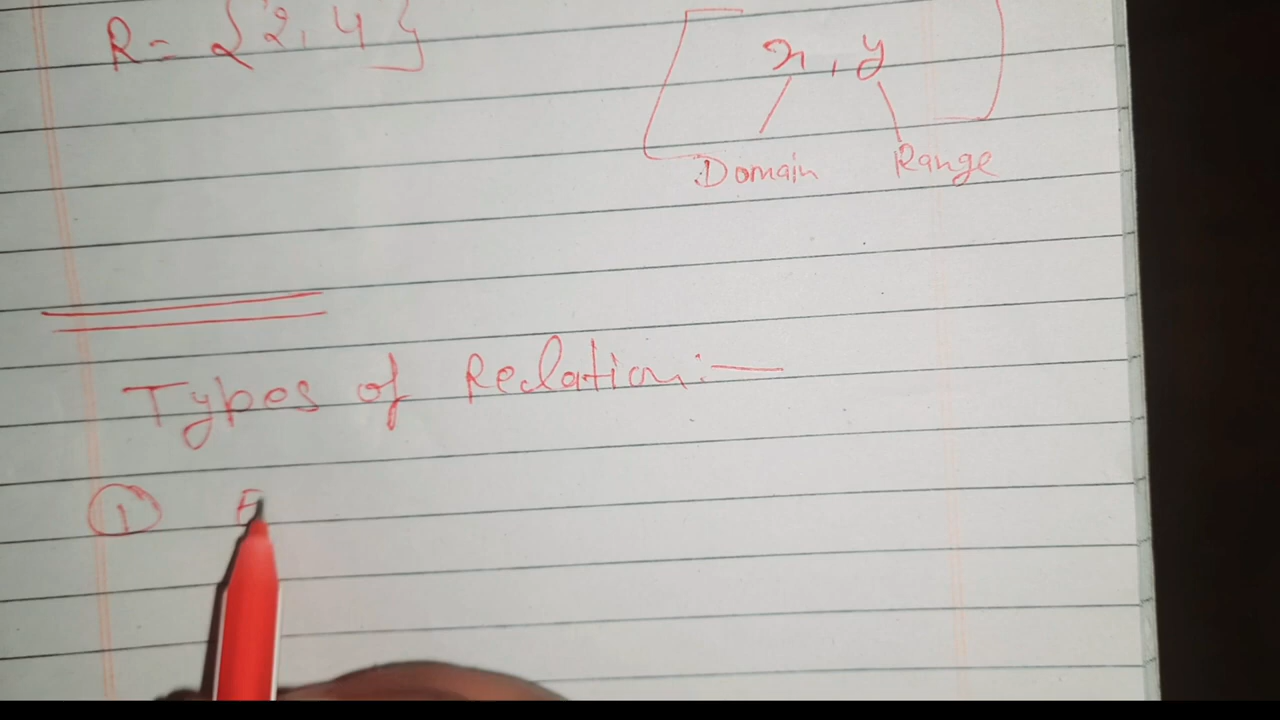 R = {2, 4}
x, y
Domain Range
Types of Relation:—
①